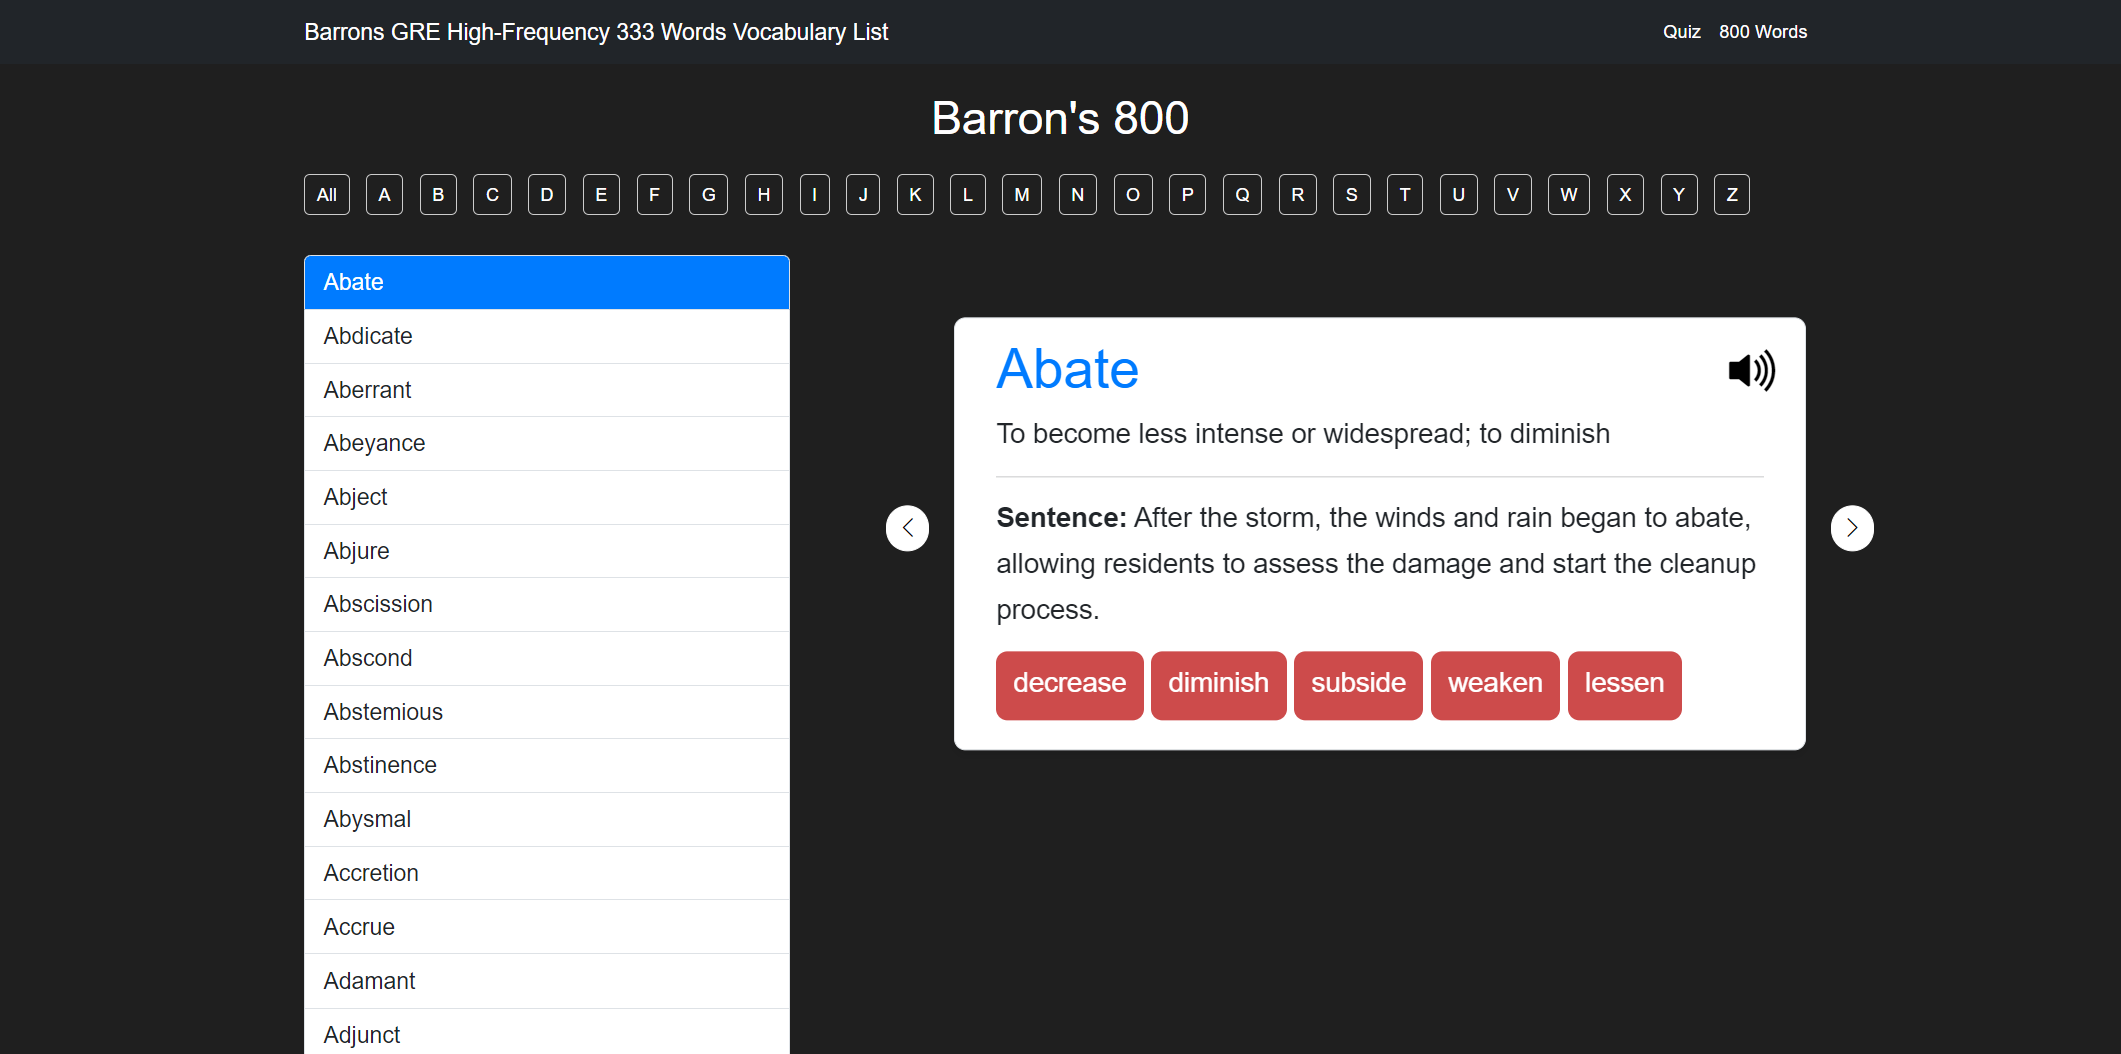 Barrons GRE High-Frequency 333 Words Vocabulary List
Quiz 800 Words
Barron's 800
All A B C D E F G H I J K L M N O P Q R S T U V W X Y Z
Abate
Abdicate
Aberrant
Abeyance
Abject
Abjure
Abscission
Abscond
Abstemious
Abstinence
Abysmal
Accretion
Accrue
Adamant
Adjunct
Abate
To become less intense or widespread; to diminish
Sentence: After the storm, the winds and rain began to abate,
allowing residents to assess the damage and start the cleanup
process.
decrease diminish subside weaken lessen